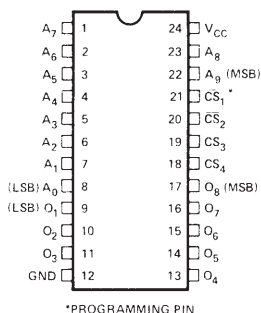 A7 1 24 VCC
A6 2 23 A8
A5 3 22 A9 (MSB)
A4 4 21 C̅S̅1*
A3 5 20 C̅S̅2
A2 6 19 CS3
A1 7 18 CS4
(LSB) A0 8 17 O8 (MSB)
(LSB) O1 9 16 O7
O2 10 15 O6
O3 11 14 O5
GND 12 13 O4
*PROGRAMMING PIN